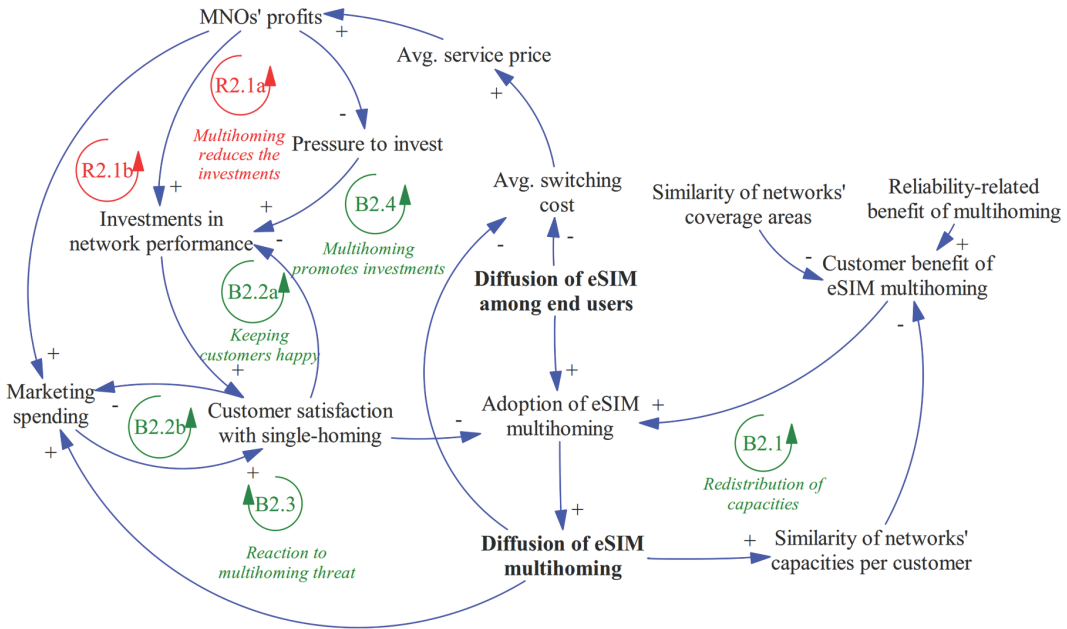 MNOs' profits
+
Avg. service price
R2.1a
+
-
Multihoming
reduces the
investments
Pressure to invest
R2.1b
+
+
B2.4
Avg. switching
cost
Similarity of networks'
coverage areas
Reliability-related
benefit of multihoming
Investments in
network performance
-
Multihoming
promotes investments
-
-
+
-
Customer benefit of
eSIM multihoming
B2.2a
Diffusion of eSIM
among end users
Keeping
customers happy
-
+
+
+
Marketing
spending
-
B2.2b
Customer satisfaction
with single-homing
-
Adoption of eSIM
multihoming
+
B2.1
+
+
B2.3
Redistribution of
capacities
+
Reaction to
multihoming threat
Diffusion of eSIM
multihoming
+
Similarity of networks'
capacities per customer